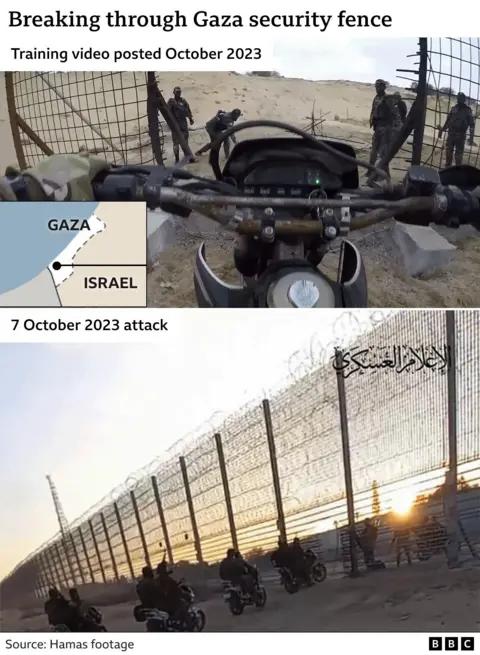 Breaking through Gaza security fence
Training video posted October 2023
GAZA
ISRAEL
7 October 2023 attack
الإعلام العسكري
Source: Hamas footage
BBC